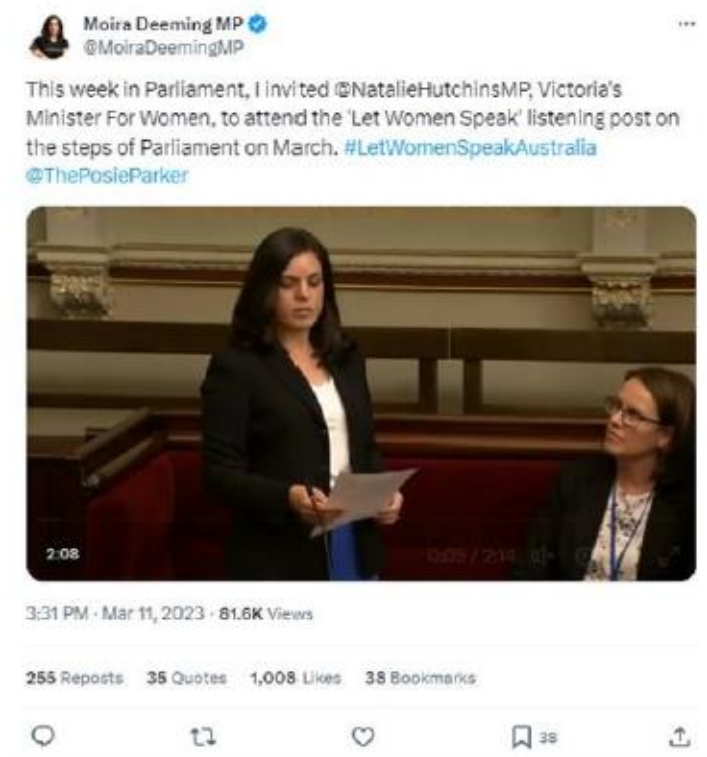 Moira Deeming MP
@MoiraDeemingMP
This week in Parliament, I invited @NatalieHutchinsMP, Victoria's
Minister For Women, to attend the 'Let Women Speak' listening post on
the steps of Parliament on March. #LetWomenSpeakAustralia
@ThePosieParker
2:08
0:05 / 2:14
3:31 PM · Mar 11, 2023 · 81.6K Views
255 Reposts 35 Quotes 1,008 Likes 38 Bookmarks
38